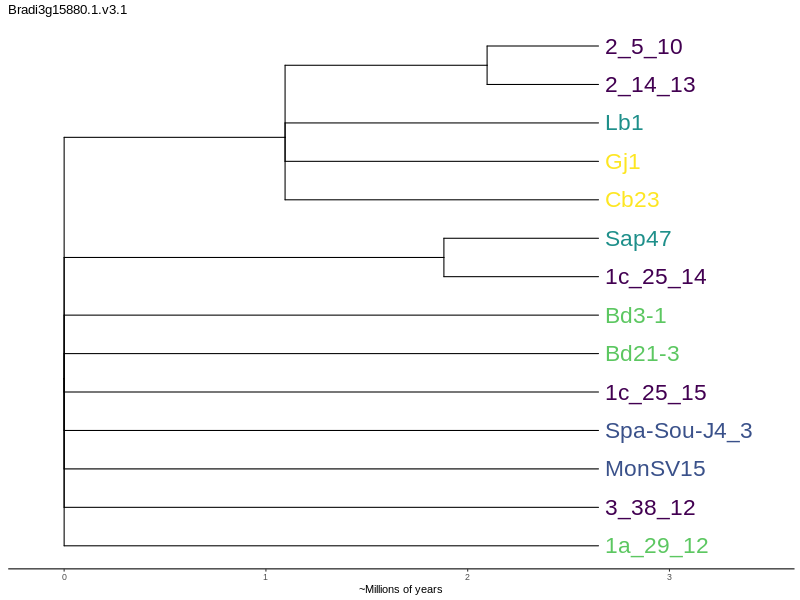 Bradi3g15880.1.v3.1
2_5_10
2_14_13
Lb1
Gj1
Cb23
Sap47
1c_25_14
Bd3-1
Bd21-3
1c_25_15
Spa-Sou-J4_3
MonSV15
3_38_12
1a_29_12
0 1 2 3
~Millions of years